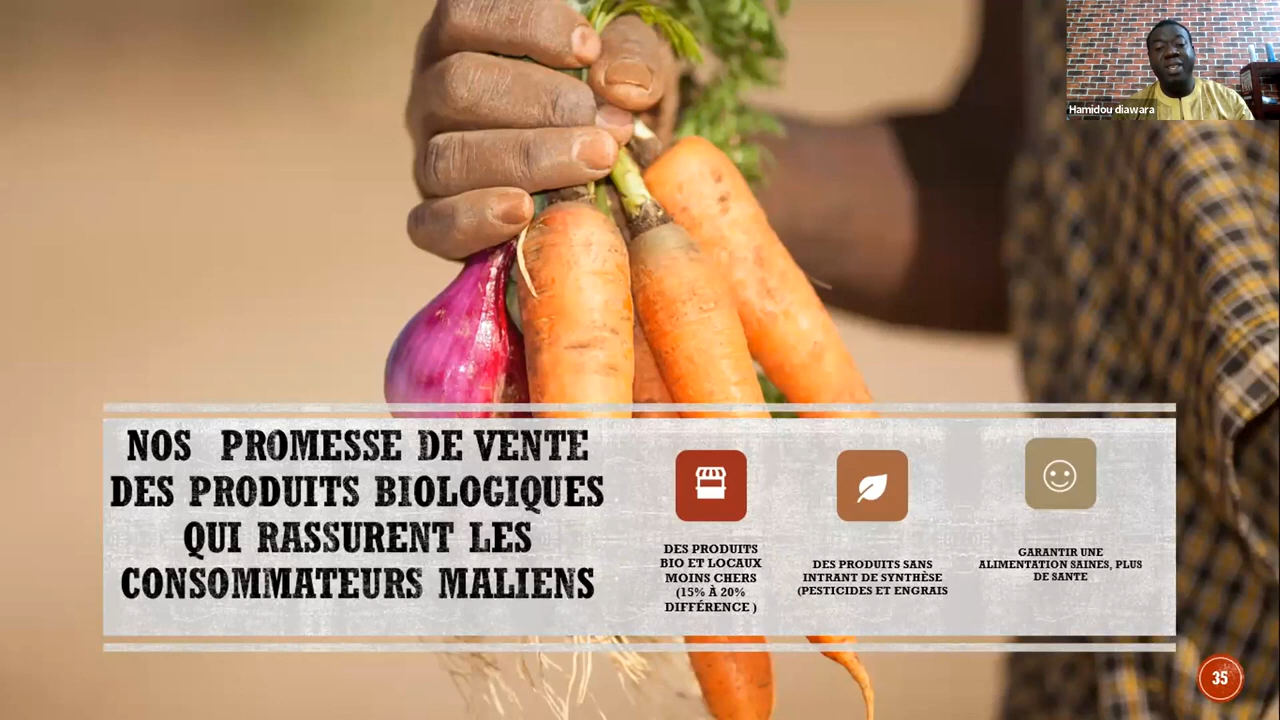 Hamidou diawara
NOS PROMESSE DE VENTE
DES PRODUITS BIOLOGIQUES
QUI RASSURENT LES
CONSOMMATEURS MALIENS
DES PRODUITS
BIO ET LOCAUX
MOINS CHERS
(15% À 20%
DIFFÉRENCE )
DES PRODUITS SANS
INTRANT DE SYNTHÈSE
(PESTICIDES ET ENGRAIS
GARANTIR UNE
ALIMENTATION SAINES, PLUS
DE SANTE
35